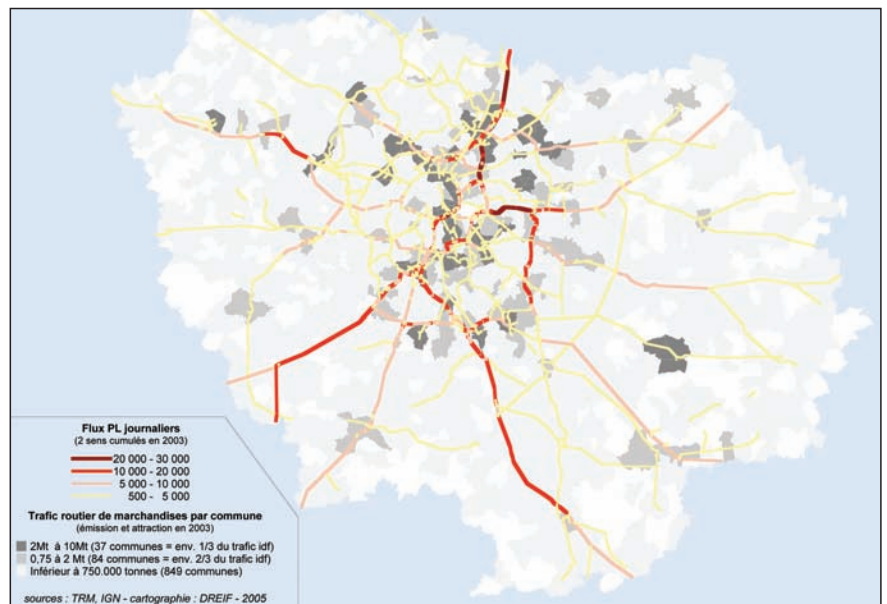 Flux PL journaliers
(2 sens cumulés en 2003)
20 000 - 30 000
10 000 - 20 000
5 000 - 10 000
500 - 5 000
Trafic routier de marchandises par commune
(émission et attraction en 2003)
2Mt à 10Mt (37 communes = env. 1/3 du trafic idf)
0,75 à 2 Mt (84 communes = env. 2/3 du trafic idf)
Inférieur à 750.000 tonnes (849 communes)
sources : TRM, IGN - cartographie : DREIF - 2005